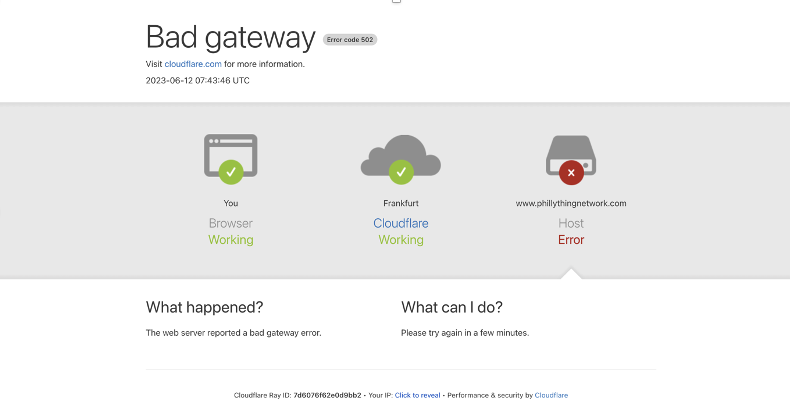 Bad gateway Error code 502
Visit cloudflare.com for more information.
2023-06-12 07:43:46 UTC
You
Browser
Working
Frankfurt
Cloudflare
Working
www.phillythingnetwork.com
Host
Error
What happened?
The web server reported a bad gateway error.
What can I do?
Please try again in a few minutes.
Cloudflare Ray ID: 7d6076f62e0d9bb2 • Your IP: Click to reveal • Performance & security by Cloudflare